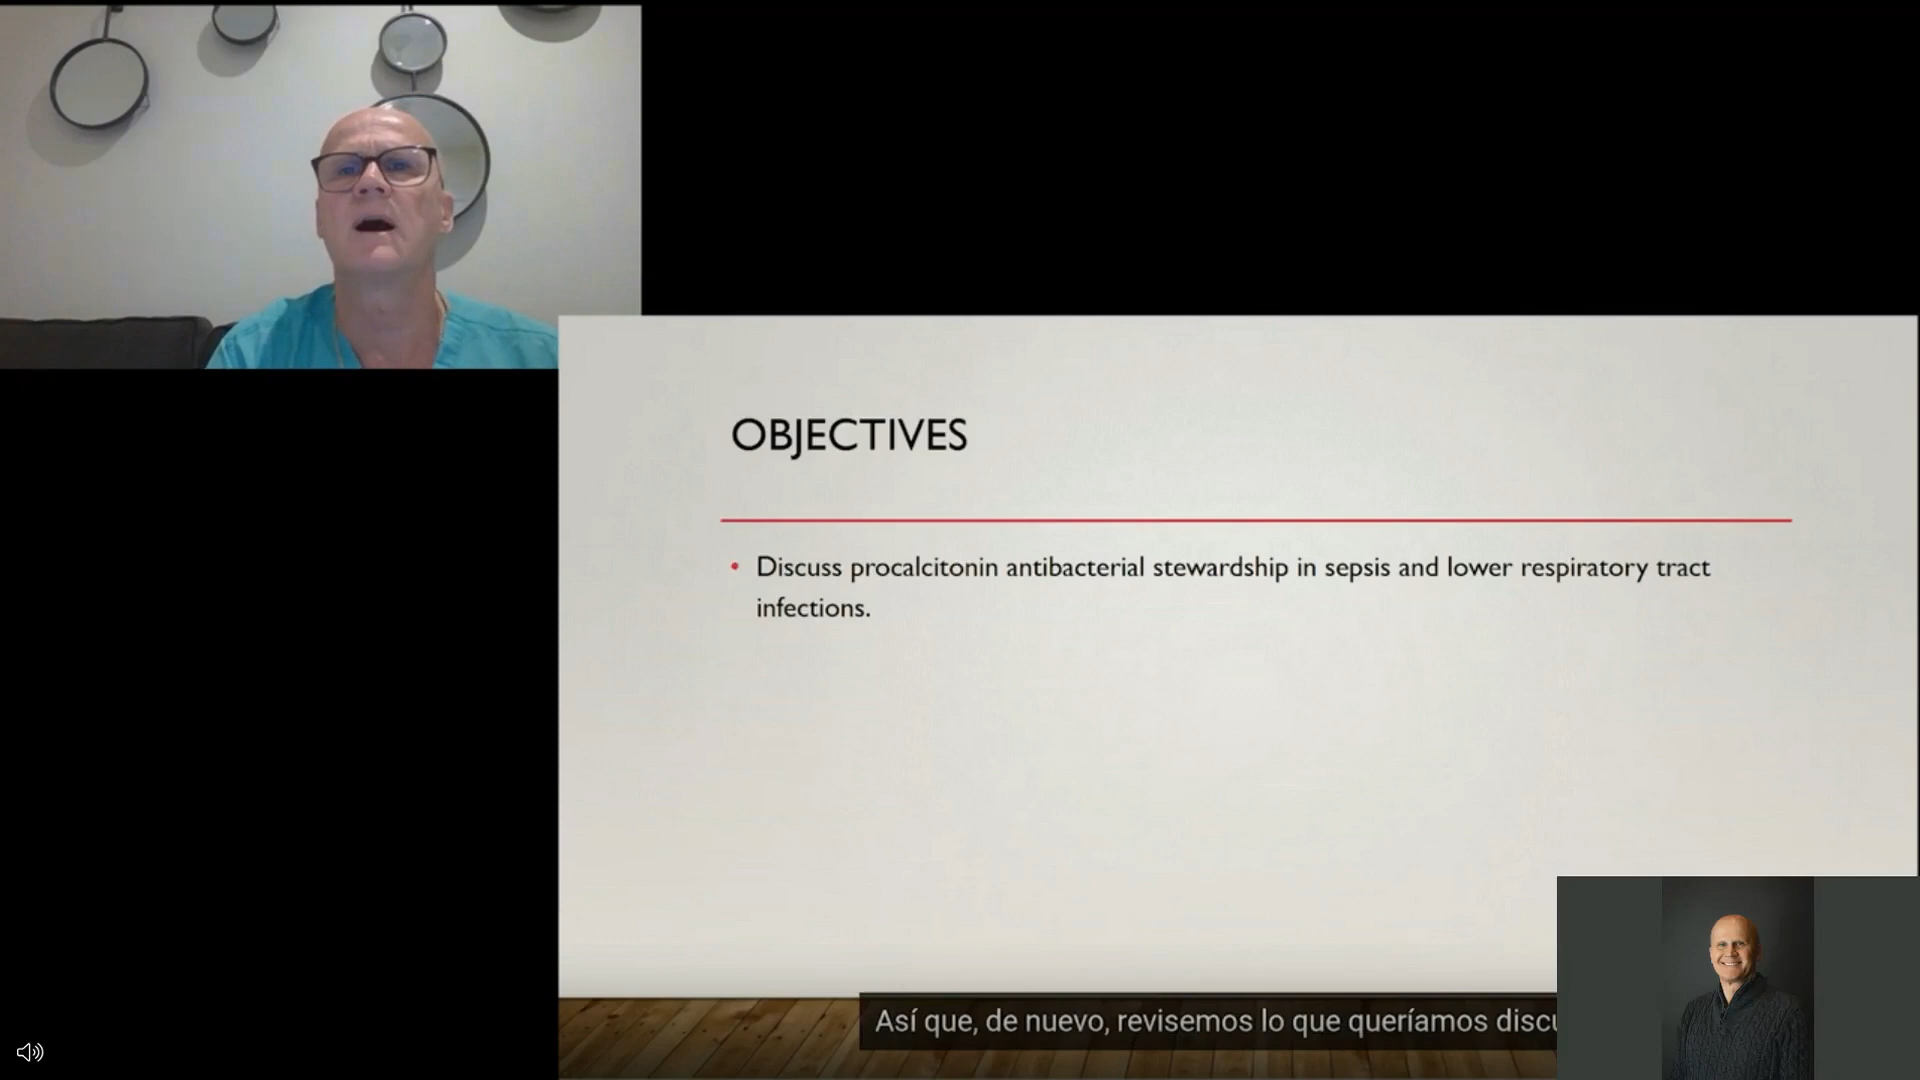 OBJECTIVES
• Discuss procalcitonin antibacterial stewardship in sepsis and lower respiratory tract
infections.
Así que, de nuevo, revisemos lo que queríamos